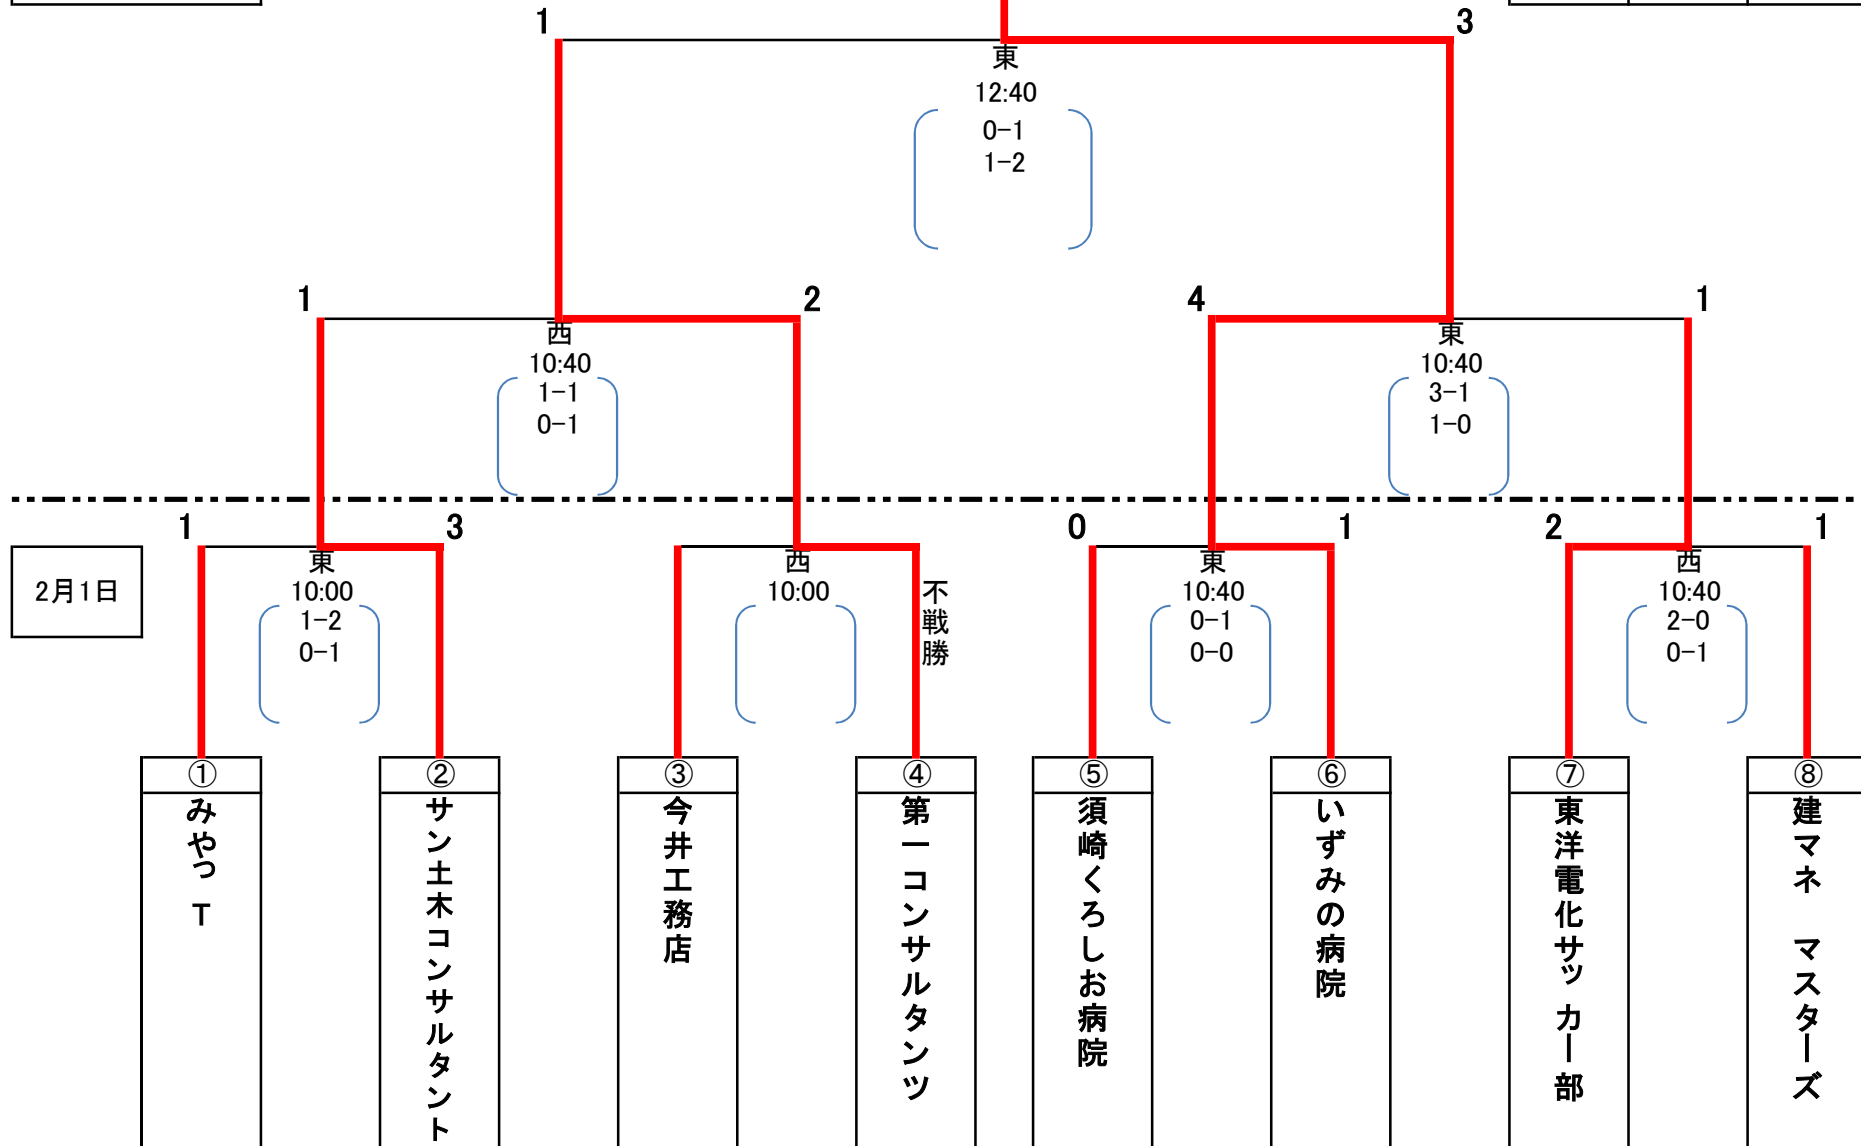 1
3
東
12:40
0-1
1-2
1
2
4
1
西
10:40
1-1
0-1
東
10:40
3-1
1-0
1
3
0
1
2
1
2月1日
東
10:00
1-2
0-1
西
10:00
不戦勝
東
10:40
0-1
0-0
西
10:40
2-0
0-1
①
みやっ T
②
サン土木コンサルタント
③
今井工務店
④
第一コンサルタンツ
⑤
須崎くろしお病院
⑥
いずみの病院
⑦
東洋電化サッカー部
⑧
建マネ マスターズ